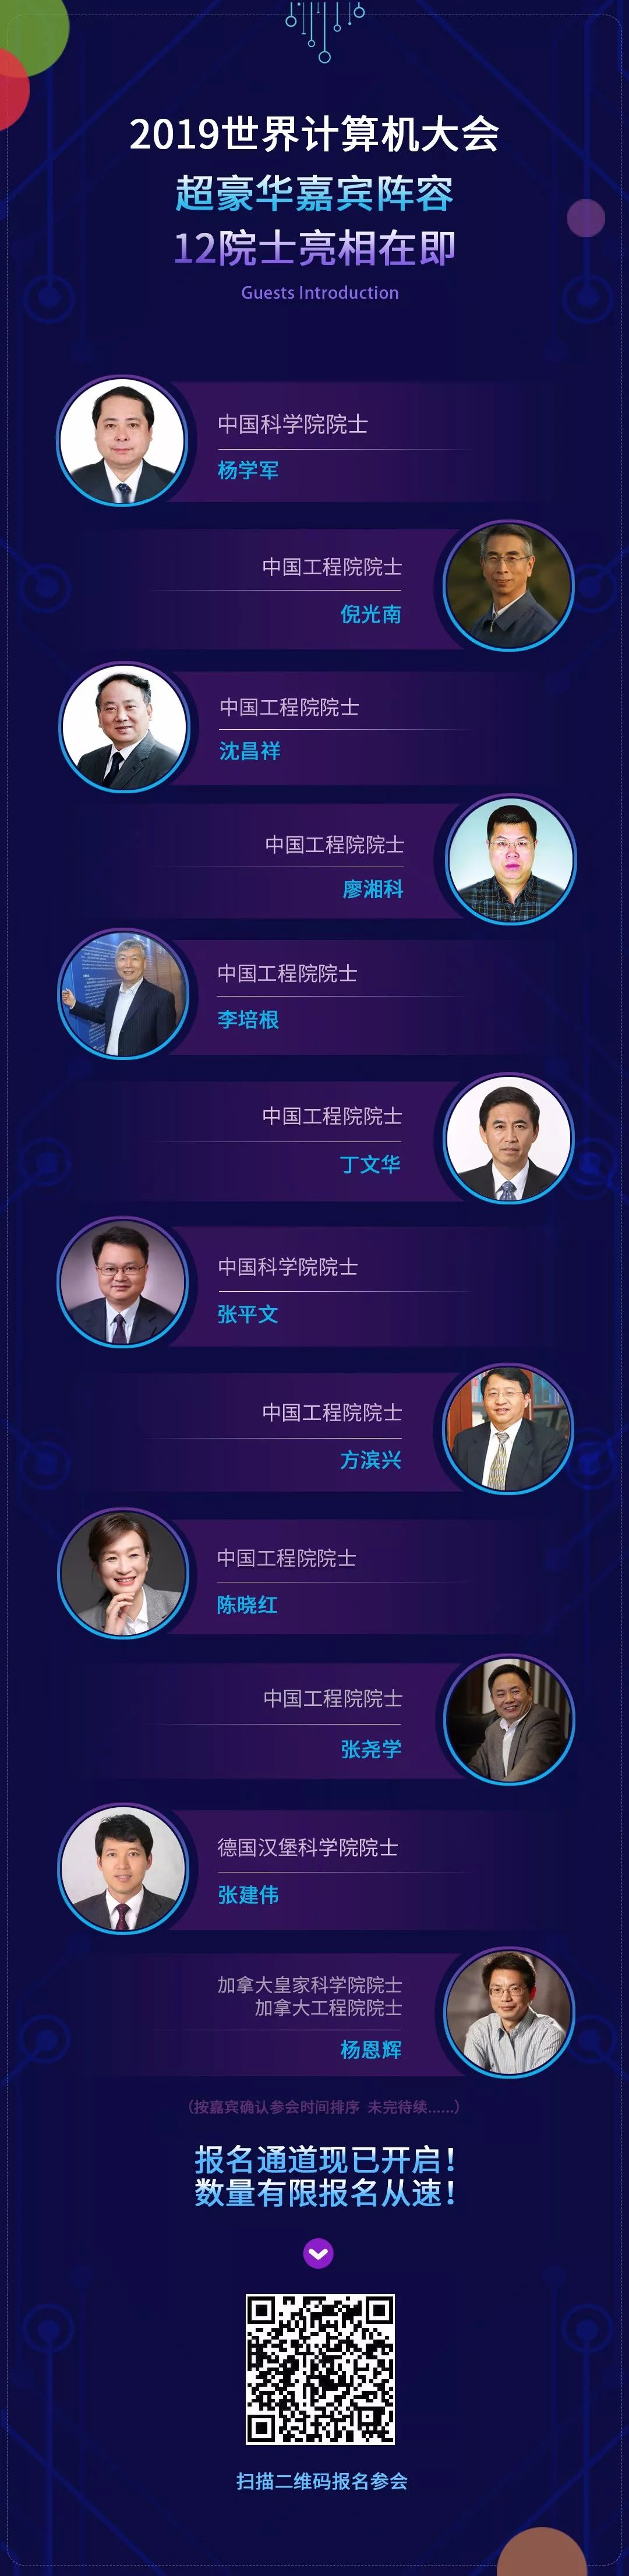 2019世界计算机大会
超豪华嘉宾阵容
12院士亮相在即
Guests Introduction
中国科学院院士
杨学军
中国工程院院士
倪光南
中国工程院院士
沈昌祥
中国工程院院士
廖湘科
中国工程院院士
李培根
中国工程院院士
丁文华
中国科学院院士
张平文
中国工程院院士
方滨兴
中国工程院院士
陈晓红
中国工程院院士
张尧学
德国汉堡科学院院士
张建伟
加拿大皇家科学院院士
加拿大工程院院士
杨恩辉
（按嘉宾确认参会时间排序 未完待续......）
报名通道现已开启！
数量有限报名从速！
扫描二维码报名参会